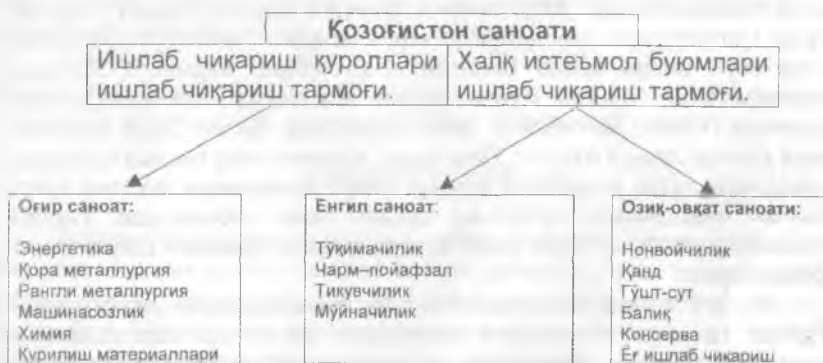 Қозоғистон саноати
Ишлаб чиқариш қуроллари
ишлаб чиқариш тармоғи.
Халқ истеъмол буюмлари
ишлаб чиқариш тармоғи.
Оғир саноат:
Энергетика
Қора металлургия
Рангли металлургия
Машинасозлик
Химия
Қурилиш материаллари
Енгил саноат:
Тўқимачилик
Чарм–пойафзал
Тикувчилик
Мўйначилик
Озиқ-овқат саноати:
Нонвойчилик
Қанд
Гўшт-сут
Балиқ
Консерва
Ёғ ишлаб чиқариш